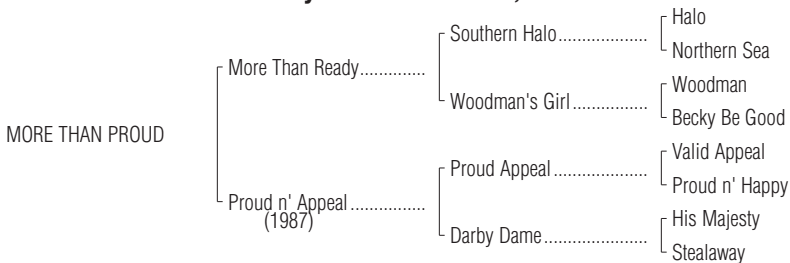 Halo
Southern Halo
Northern Sea
More Than Ready
Woodman
Woodman's Girl
Becky Be Good
MORE THAN PROUD
Valid Appeal
Proud Appeal
Proud n' Happy
Proud n' Appeal
(1987)
His Majesty
Darby Dame
Stealaway